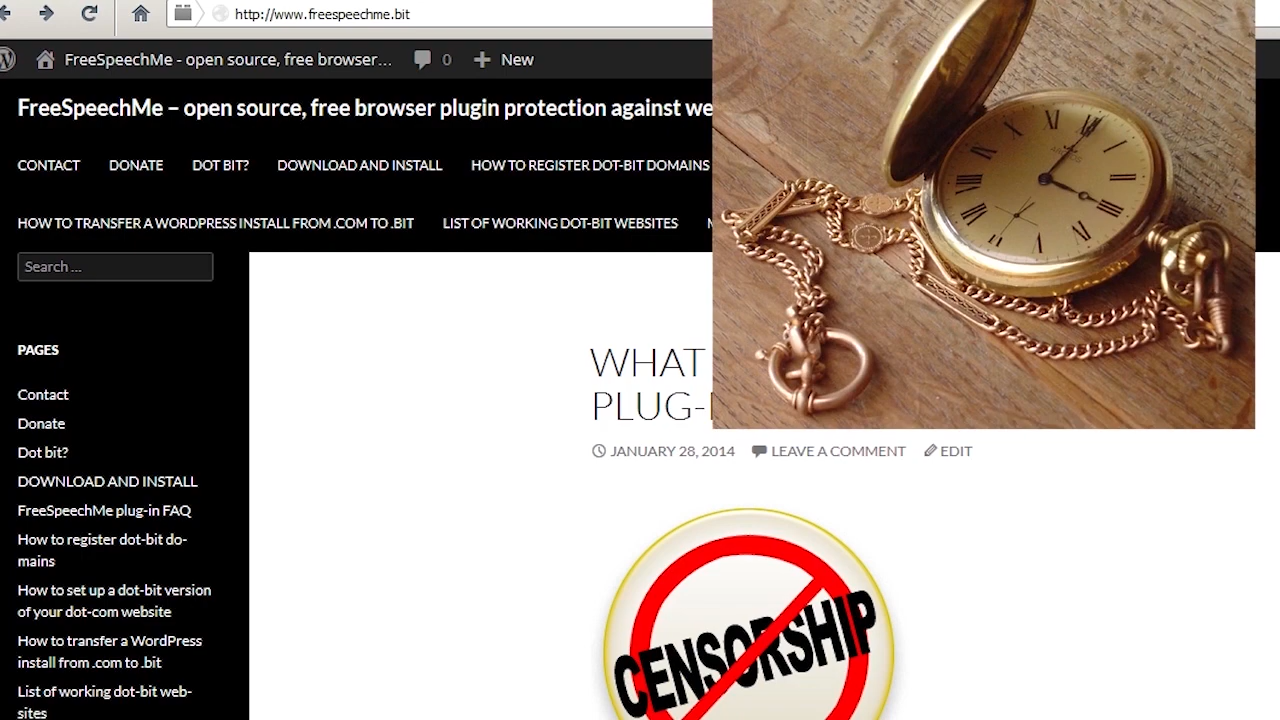 http://www.freespeechme.bit
FreeSpeechMe - open source, free browser... 0 New
FreeSpeechMe – open source, free browser plugin protection against we
CONTACT DONATE DOT BIT? DOWNLOAD AND INSTALL HOW TO REGISTER DOT-BIT DOMAINS
HOW TO TRANSFER A WORDPRESS INSTALL FROM .COM TO .BIT LIST OF WORKING DOT-BIT WEBSITES
Search ...
PAGES
Contact
Donate
Dot bit?
DOWNLOAD AND INSTALL
FreeSpeechMe plug-in FAQ
How to register dot-bit do-
mains
How to set up a dot-bit version
of your dot-com website
How to transfer a WordPress
install from .com to .bit
List of working dot-bit web-
sites
WHAT
PLUG-
JANUARY 28, 2014 LEAVE A COMMENT EDIT
CENSORSHIP